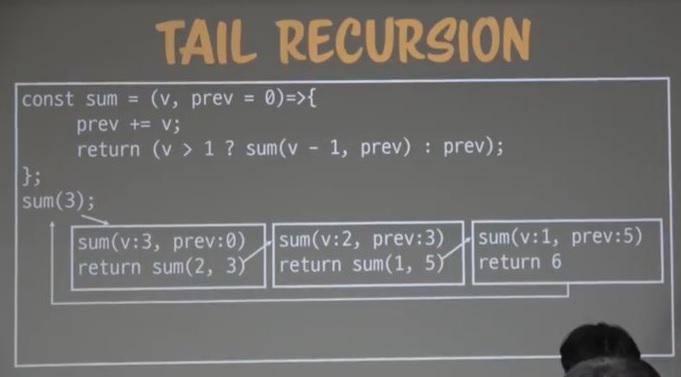 TAIL RECURSION
const sum = (v, prev = 0)=>{
prev += v;
return (v > 1 ? sum(v - 1, prev) : prev);
};
sum(3);
sum(v:3, prev:0)
return sum(2, 3)
sum(v:2, prev:3)
return sum(1, 5)
sum(v:1, prev:5)
return 6